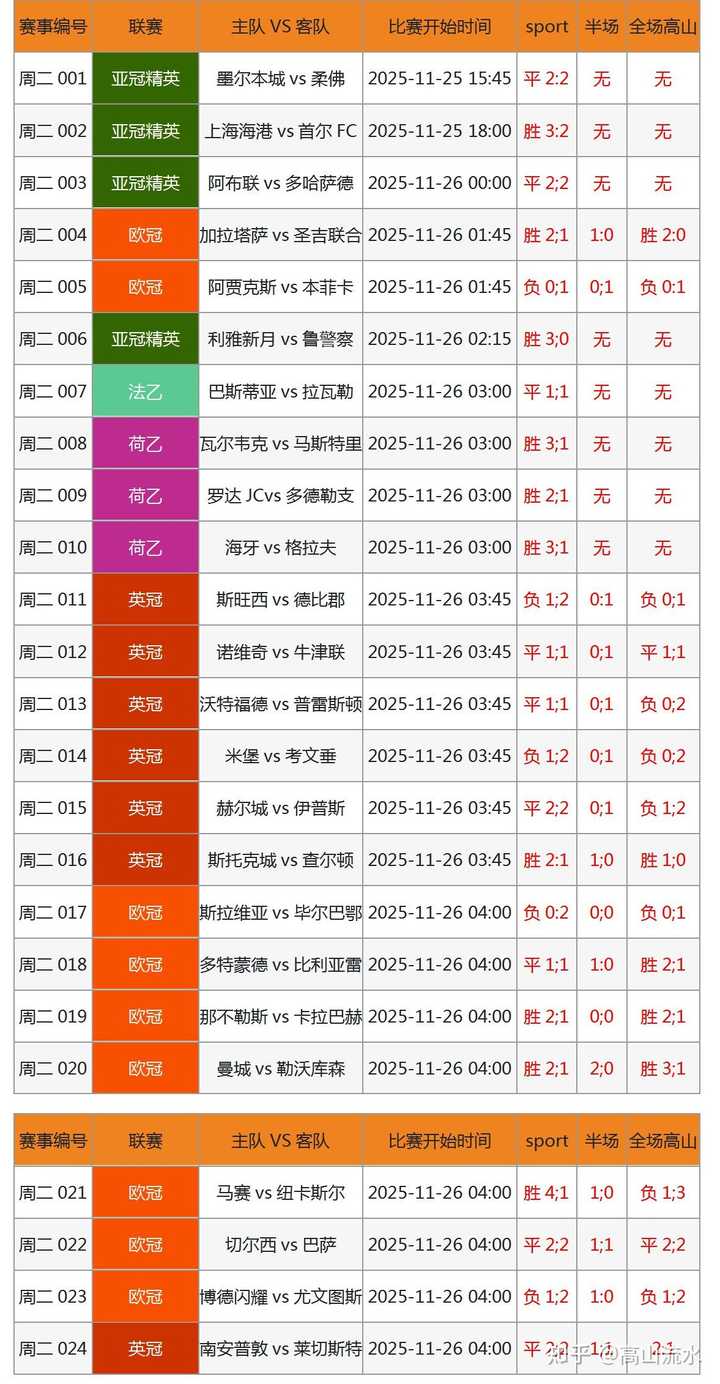 赛事编号 联赛 主队 VS 客队 比赛开始时间 sport 半场 全场高山
周二 001 亚冠精英 墨尔本城 vs 柔佛 2025-11-25 15:45 平 2:2 无 无
周二 002 亚冠精英 上海海港 vs 首尔 FC 2025-11-25 18:00 胜 3:2 无 无
周二 003 亚冠精英 阿布联 vs 多哈萨德 2025-11-26 00:00 平 2;2 无 无
周二 004 欧冠 加拉塔萨 vs 圣吉联合 2025-11-26 01:45 胜 2;1 1:0 胜 2:0
周二 005 欧冠 阿贾克斯 vs 本菲卡 2025-11-26 01:45 负 0;1 0;1 负 0:1
周二 006 亚冠精英 利雅新月 vs 鲁警察 2025-11-26 02:15 胜 3;0 无 无
周二 007 法乙 巴斯蒂亚 vs 拉瓦勒 2025-11-26 03:00 平 1;1 无 无
周二 008 荷乙 瓦尔韦克 vs 马斯特里 2025-11-26 03:00 胜 3;1 无 无
周二 009 荷乙 罗达 JCvs 多德勒支 2025-11-26 03:00 胜 2;1 无 无
周二 010 荷乙 海牙 vs 格拉夫 2025-11-26 03:00 胜 3;1 无 无
周二 011 英冠 斯旺西 vs 德比郡 2025-11-26 03:45 负 1;2 0:1 负 0;1
周二 012 英冠 诺维奇 vs 牛津联 2025-11-26 03:45 平 1;1 0;1 平 1;1
周二 013 英冠 沃特福德 vs 普雷斯顿 2025-11-26 03:45 平 1;1 0;1 负 0;2
周二 014 英冠 米堡 vs 考文垂 2025-11-26 03:45 负 1;2 0;1 负 0;2
周二 015 英冠 赫尔城 vs 伊普斯 2025-11-26 03:45 平 2;2 0;1 负 1;2
周二 016 英冠 斯托克城 vs 查尔顿 2025-11-26 03:45 胜 2:1 1;0 胜 1;0
周二 017 欧冠 斯拉维亚 vs 毕尔巴鄂 2025-11-26 04:00 负 0:2 0;0 负 0;1
周二 018 欧冠 多特蒙德 vs 比利亚雷 2025-11-26 04:00 平 1;1 1:0 胜 2;1
周二 019 欧冠 那不勒斯 vs 卡拉巴赫 2025-11-26 04:00 胜 2;1 0;0 胜 2;1
周二 020 欧冠 曼城 vs 勒沃库森 2025-11-26 04:00 胜 2;1 2;0 胜 3;1
赛事编号 联赛 主队 VS 客队 比赛开始时间 sport 半场 全场高山
周二 021 欧冠 马赛 vs 纽卡斯尔 2025-11-26 04:00 胜 4;1 1;0 负 1;3
周二 022 欧冠 切尔西 vs 巴萨 2025-11-26 04:00 平 2;2 1;1 平 2;2
周二 023 欧冠 博德闪耀 vs 尤文图斯 2025-11-26 04:00 负 1;2 1:0 负 1;2
周二 024 英冠 南安普敦 vs 莱切斯特 2025-11-26 04:00 平
知乎 @高山流水